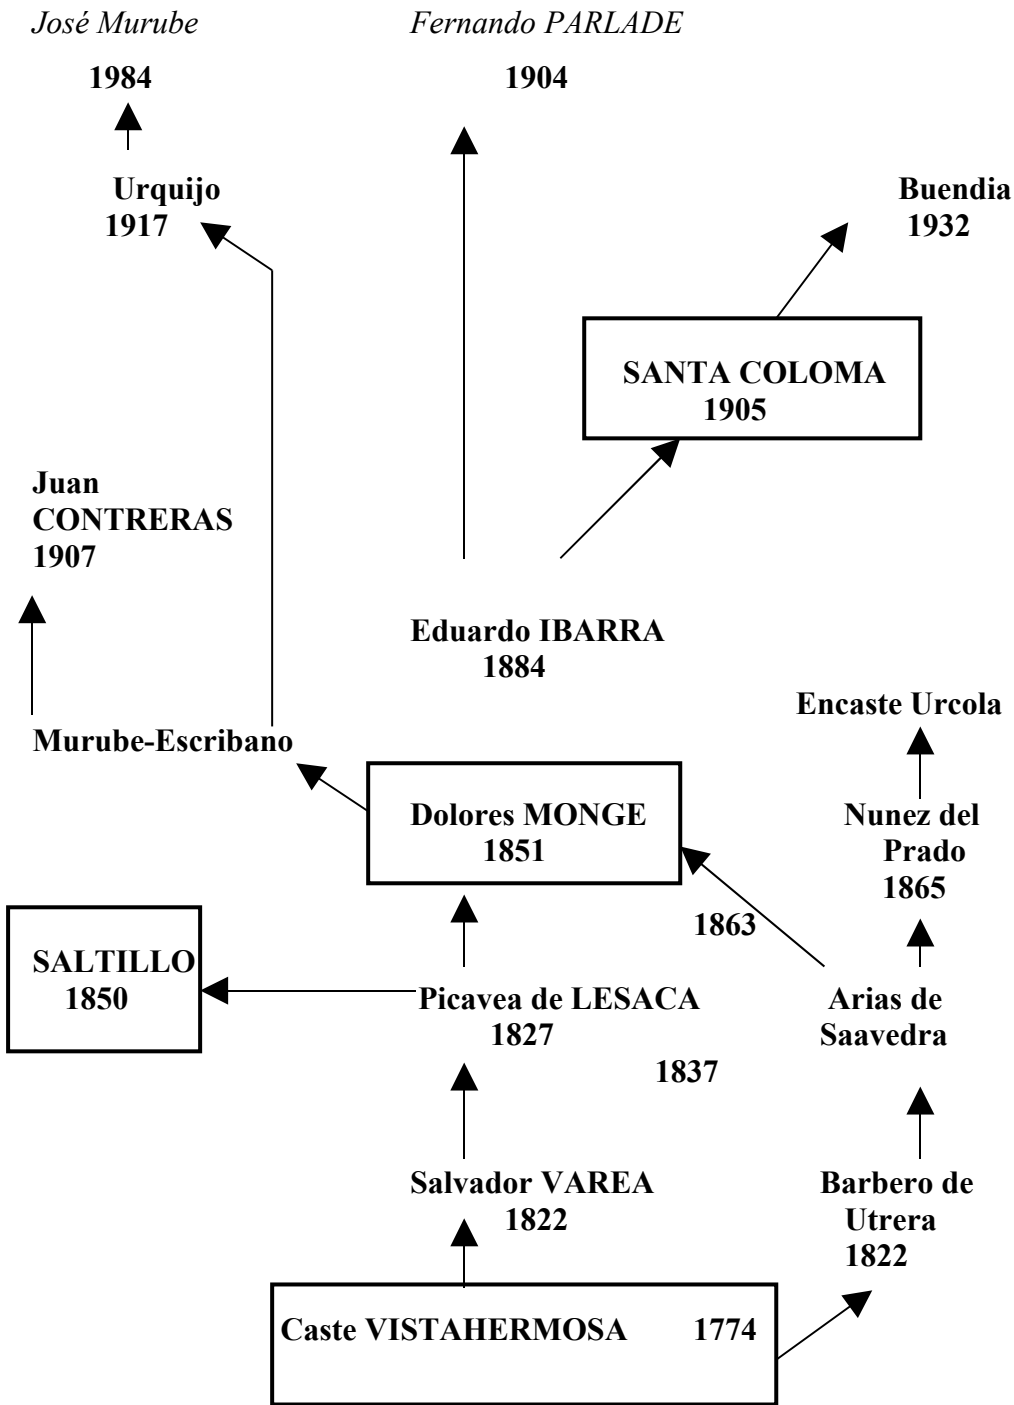 José Murube
Fernando PARLADE
1984
1904
Urquijo
1917
Buendia
1932
SANTA COLOMA
1905
Juan
CONTRERAS
1907
Eduardo IBARRA
1884
Encaste Urcola
Murube-Escribano
Dolores MONGE
1851
Nunez del
Prado
1865
1863
SALTILLO
1850
Picavea de LESACA
1827
Arias de
Saavedra
1837
Salvador VAREA
1822
Barbero de
Utrera
1822
Caste VISTAHERMOSA 1774